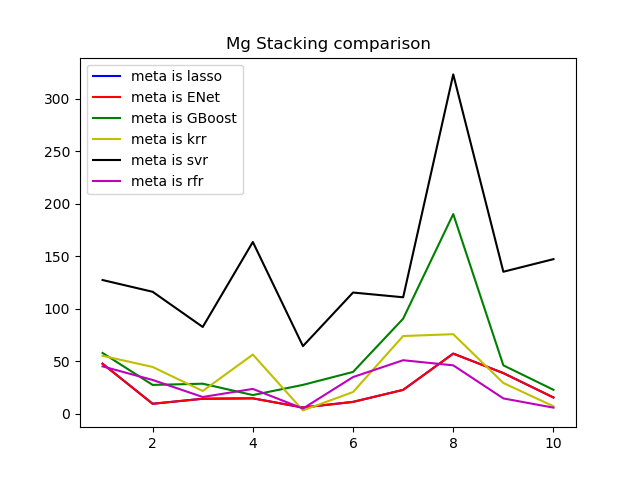 Mg Stacking comparison
meta is lasso
meta is ENet
meta is GBoost
meta is krr
meta is svr
meta is rfr
300
250
200
150
100
50
0
2 4 6 8 10